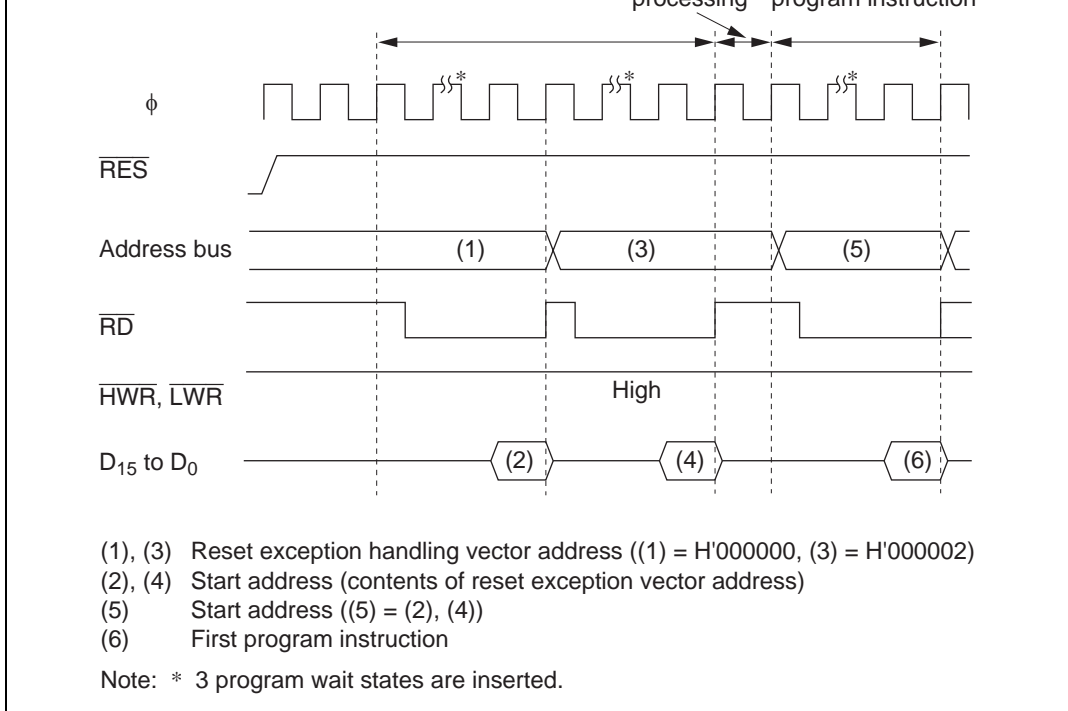 processing program instruction
* * *
ϕ
RES
Address bus (1) (3) (5)
RD
HWR, LWR High
D15 to D0 (2) (4) (6)
(1), (3) Reset exception handling vector address ((1) = H'000000, (3) = H'000002)
(2), (4) Start address (contents of reset exception vector address)
(5) Start address ((5) = (2), (4))
(6) First program instruction
Note: * 3 program wait states are inserted.